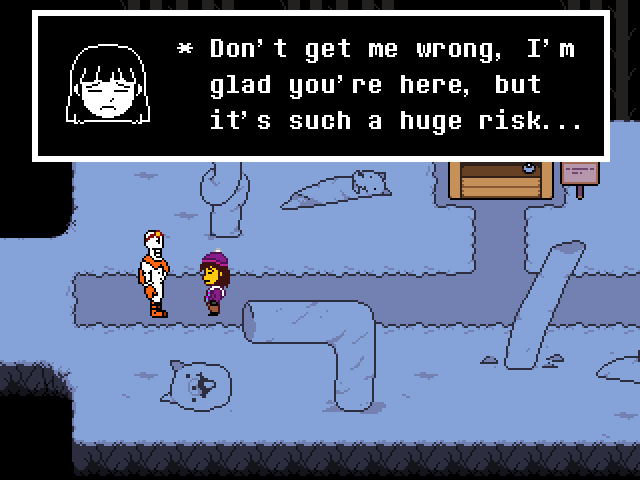 * Don't get me wrong, I'm
glad you're here, but
it's such a huge risk...